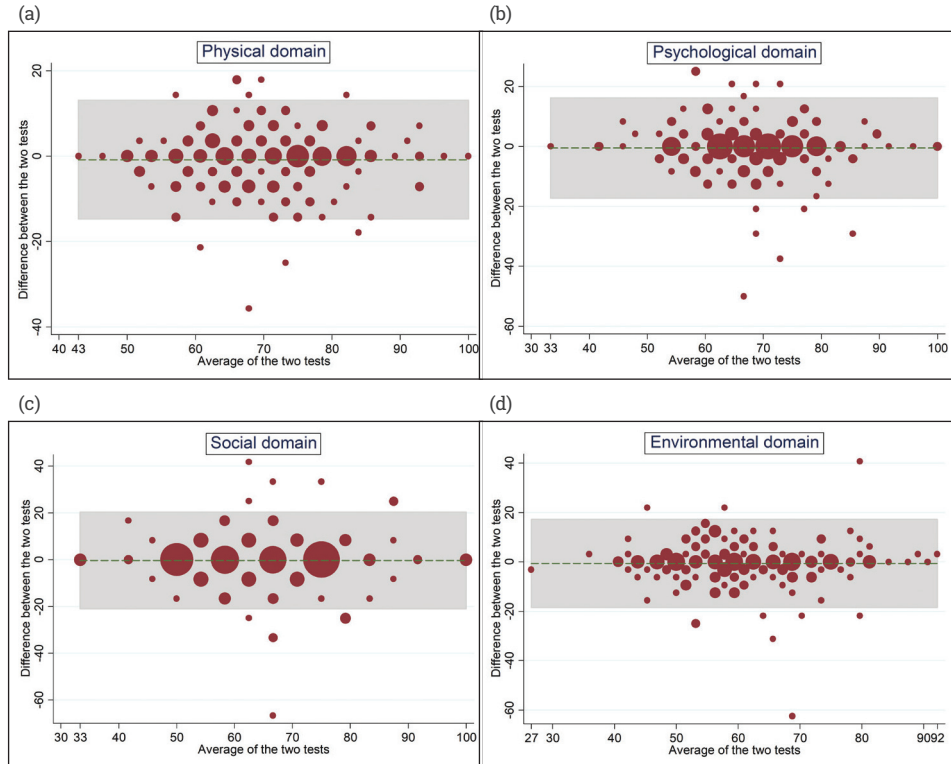 (a)
Physical domain
Difference between the two tests
20
0
-20
-40
40 43 50 60 70 80 90 100
Average of the two tests
(b)
Psychological domain
Difference between the two tests
20
0
-20
-40
-60
30 33 40 50 60 70 80 90 100
Average of the two tests
(c)
Social domain
Difference between the two tests
40
20
0
-20
-40
-60
30 33 40 50 60 70 80 90 100
Average of the two tests
(d)
Environmental domain
Difference between the two tests
40
20
0
-20
-40
-60
27 30 40 50 60 70 80 9092
Average of the two tests